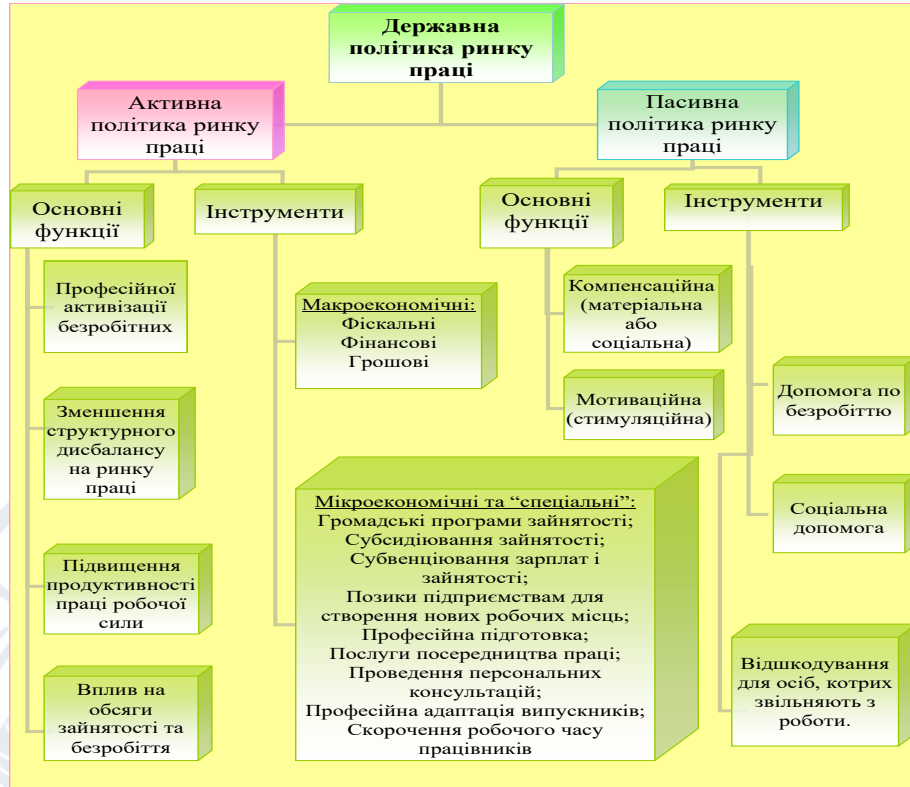 Державна
політика ринку
праці
Активна
політика ринку
праці
Пасивна
політика ринку
праці
Основні
функції
Інструменти
Основні
функції
Інструменти
Професійної
активізації
безробітних
Зменшення
структурного
дисбалансу
на ринку
праці
Підвищення
продуктивності
праці робочої
сили
Вплив на
обсяги
зайнятості та
безробіття
Макроекономічні:
Фіскальні
Фінансові
Грошові
Мікроекономічні та “спеціальні”:
Громадські програми зайнятості;
Субсидіювання зайнятості;
Субвенціювання зарплат і
зайнятості;
Позики підприємствам для
створення нових робочих місць;
Професійна підготовка;
Послуги посередництва праці;
Проведення персональних
консультацій;
Професійна адаптація випускників;
Скорочення робочого часу
працівників
Компенсаційна
(матеріальна
або
соціальна)
Мотиваційна
(стимуляційна)
Допомога по
безробіттю
Соціальна
допомога
Відшкодування
для осіб, котрих
звільняють з
роботи.